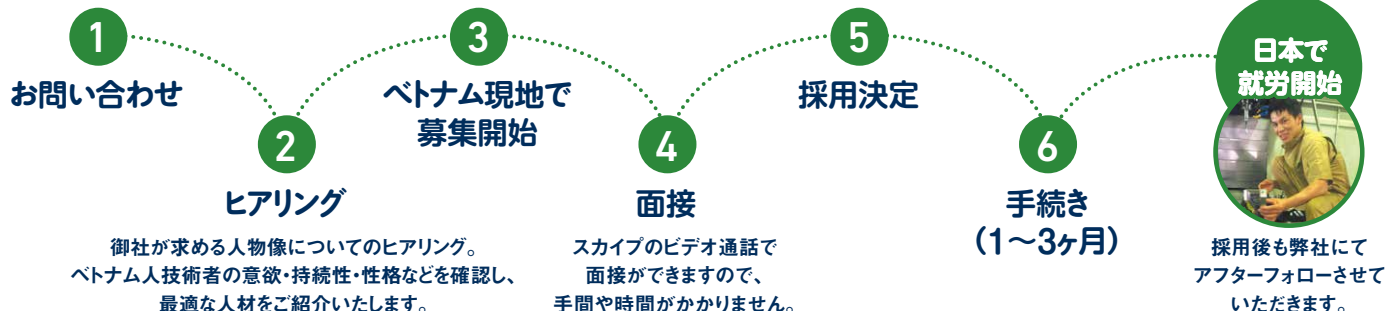 1
お問い合わせ
2
ヒアリング
御社が求める人物像についてのヒアリング。
ベトナム人技術者の意欲・持続性・性格などを確認し、
最適な人材をご紹介いたします。
3
ベトナム現地で
募集開始
4
面接
スカイプのビデオ通話で
面接ができますので、
手間や時間がかかりません。
5
採用決定
6
手続き
（1〜3ヶ月）
日本で
就労開始
採用後も弊社にて
アフターフォローさせて
いただきます。